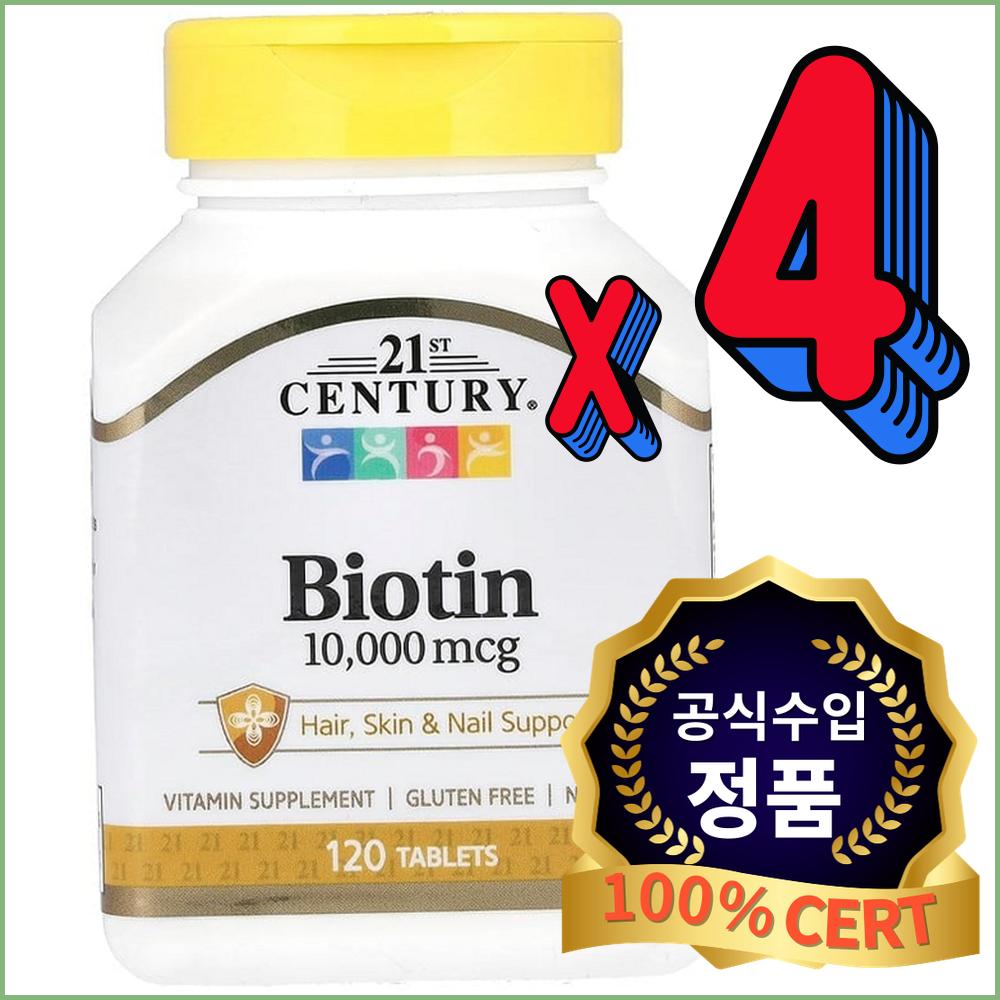 x 4
21ST
CENTURY®
Biotin
10,000 mcg
Hair, Skin & Nail
VITAMIN SUPPLEMENT | GLUTEN FREE |
120 TABLETS
공식수입
정품
100% CERT